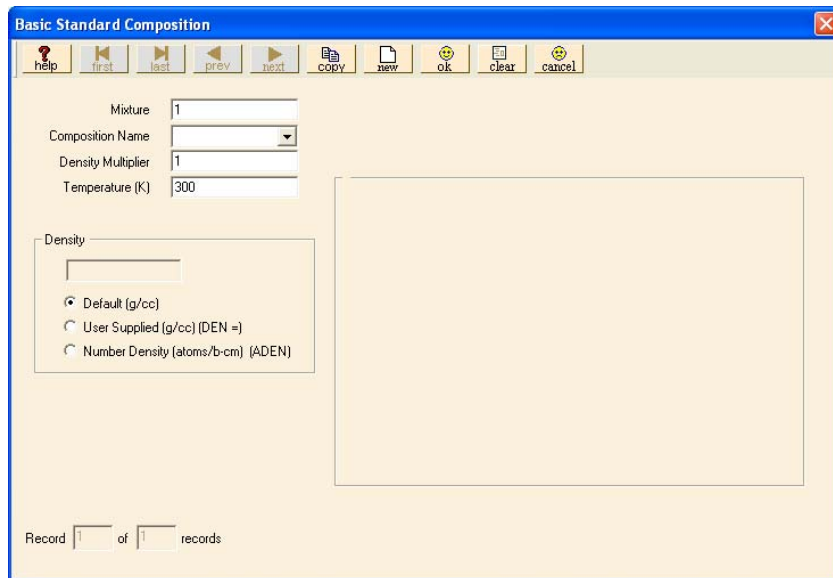 Basic Standard Composition
help first last prev next copy new ok clear cancel
Mixture 1
Composition Name
Density Multiplier 1
Temperature (K) 300
Density
Default (g/cc)
User Supplied (g/cc) (DEN =)
Number Density (atoms/b-cm) (ADEN)
Record 1 of 1 records